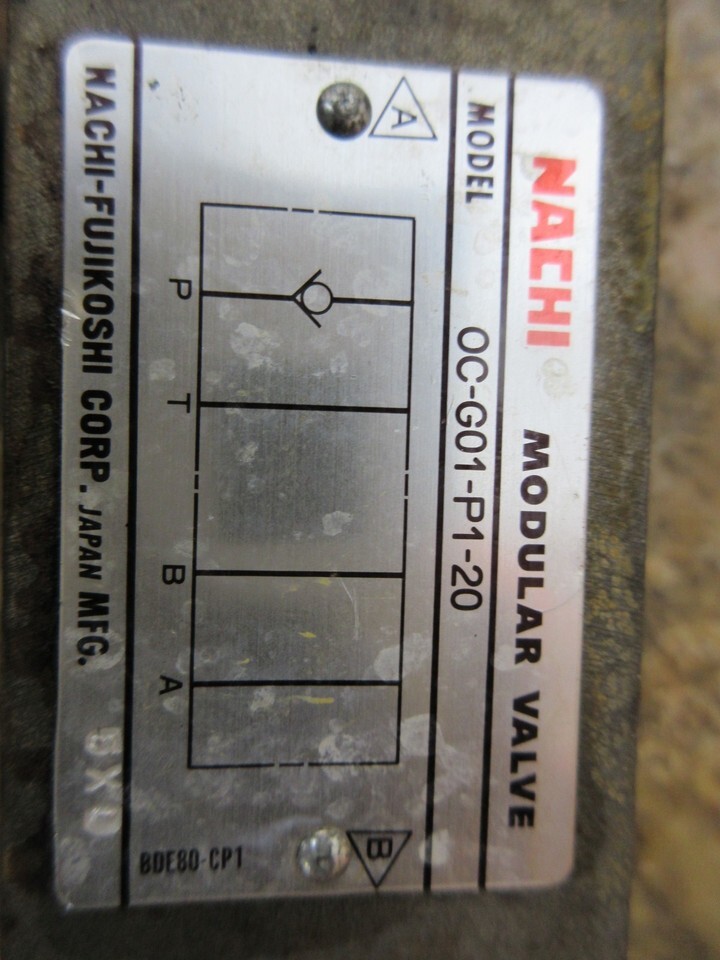 NACHI MODULAR VALVE
MODEL OC-G01-P1-20
A
B
P T B A
BDE80-CP1
NACHI-FUJIKOSHI CORP. JAPAN MFG.